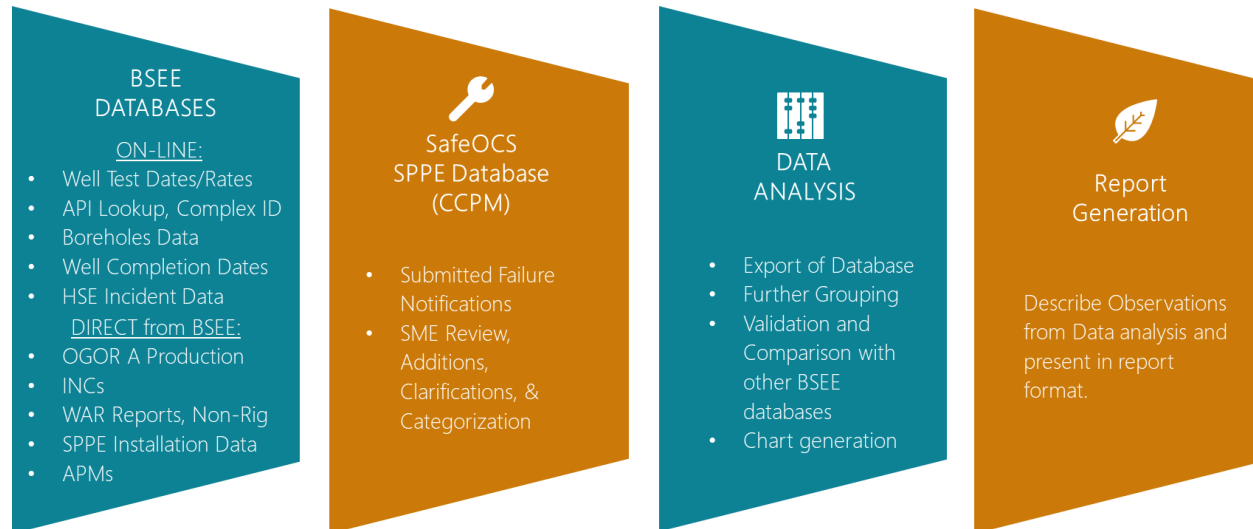 BSEE
DATABASES
ON-LINE:
• Well Test Dates/Rates
• API Lookup, Complex ID
• Boreholes Data
• Well Completion Dates
• HSE Incident Data
DIRECT from BSEE:
• OGOR A Production
• INCs
• WAR Reports, Non-Rig
• SPPE Installation Data
• APMs
SafeOCS
SPPE Database
(CCPM)
• Submitted Failure
Notifications
• SME Review,
Additions,
Clarifications, &
Categorization
DATA
ANALYSIS
• Export of Database
• Further Grouping
• Validation and
Comparison with
other BSEE
databases
• Chart generation
Report
Generation
Describe Observations
from Data analysis and
present in report
format.